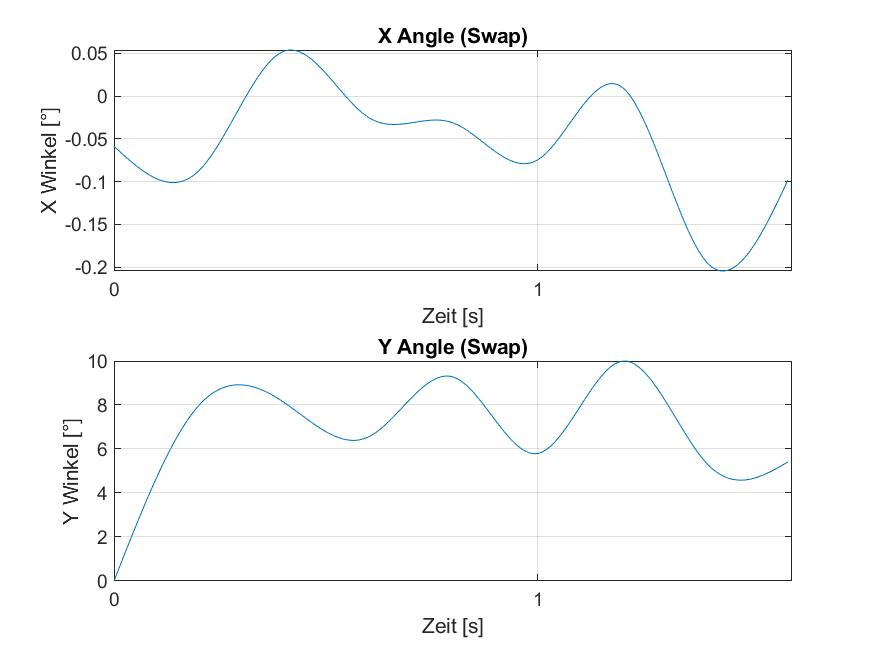 X Angle (Swap)
0.05
0
-0.05
-0.1
-0.15
-0.2
X Winkel [°]
0
1
Zeit [s]
Y Angle (Swap)
10
8
6
4
2
0
Y Winkel [°]
0
1
Zeit [s]